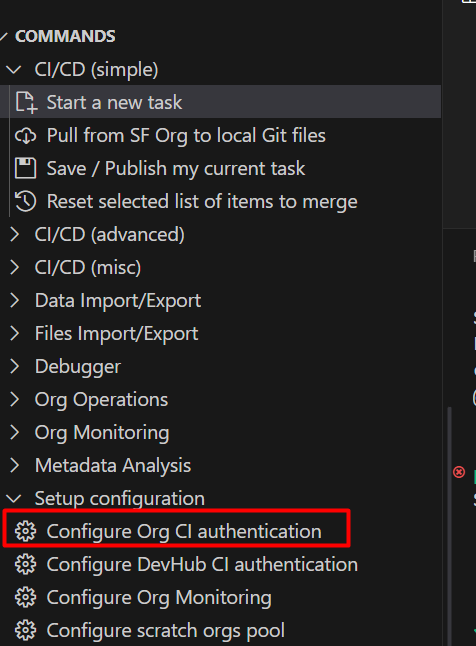 COMMANDS
CI/CD (simple)
Start a new task
Pull from SF Org to local Git files
Save / Publish my current task
Reset selected list of items to merge
CI/CD (advanced)
CI/CD (misc)
Data Import/Export
Files Import/Export
Debugger
Org Operations
Org Monitoring
Metadata Analysis
Setup configuration
Configure Org CI authentication
Configure DevHub CI authentication
Configure Org Monitoring
Configure scratch orgs pool